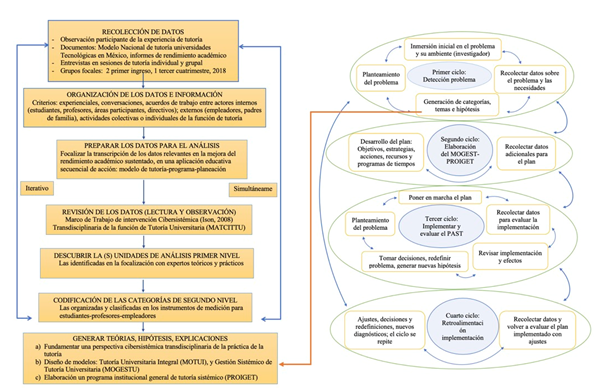 RECOLECCIÓN DE DATOS
- Observación participante de la experiencia de tutoría
- Documentos: Modelo Nacional de tutoría universidades
Tecnológicas en México, informes de rendimiento académico
- Entrevistas en sesiones de tutoría individual y grupal
- Grupos focales: 2 primer ingreso, 1 tercer cuatrimestre, 2018
ORGANIZACIÓN DE LOS DATOS E INFORMACIÓN
Criterios: experienciales, conversaciones, acuerdos de trabajo entre actores internos
(estudiantes, profesores, áreas participantes, directivos); externos (empleadores, padres
de familia), actividades colectivas o individuales de la función de tutoría
PREPARAR LOS DATOS PARA EL ANÁLISIS
Focalizar la transcripción de los datos relevantes en la mejora del
rendimiento académico sustentado, en una aplicación educativa
secuencial de acción: modelo de tutoría-programa-planeación
Iterativo
Simultáneame
REVISIÓN DE LOS DATOS (LECTURA Y OBSERVACIÓN)
Marco de Trabajo de intervención Cibersistémica (Ison, 2008)
Transdisciplinaria de la función de Tutoría Universitaria (MATCITTU)
DESCUBRIR LA (S) UNIDADES DE ANÁLISIS PRIMER NIVEL
Las identificadas en la focalización con expertos teóricos y prácticos
CODIFICACIÓN DE LAS CATEGORÍAS DE SEGUNDO NIVEL
Las organizadas y clasificadas en los instrumentos de medición para
estudiantes-profesores-empleadores
GENERAR TEORÍAS, HIPÓTESIS, EXPLICACIONES
a) Fundamentar una perspectiva cibersistémica transdisciplinaria de la práctica de la
tutoría
b) Diseño de modelos: Tutoría Universitaria Integral (MOTUI), y Gestión Sistémico de
Tutoría Universitaria (MOGESTU)
c) Elaboración un programa institucional general de tutoría sistémico (PROIGET)
Inmersión inicial en el problema
y su ambiente (investigador)
Planteamiento
del problema
Primer ciclo:
Detección problema
Recolectar datos sobre
el problema y las
necesidades
Generación de categorías,
temas e hipótesis
Desarrollo del plan:
Objetivos, estrategias,
acciones, recursos y
programas de tiempos
Segundo ciclo:
Elaboración
del MOGEST-
PROIGET
Recolectar datos
adicionales para el
plan
Poner en marcha el plan
Planteamiento
del problema
Tercer ciclo:
Implementar y
evaluar el PAST
Recolectar datos
para evaluar la
implementación
Revisar implementación
y efectos
Tomar decisiones, redefinir
problema, generar nuevas hipótesis
Ajustes, decisiones y
redefiniciones, nuevos
diagnósticos; el ciclo se
repite
Cuarto ciclo:
Retroalimentaci
ón
implementación
Recolectar datos y
volver a evaluar el plan
implementado con
ajustes